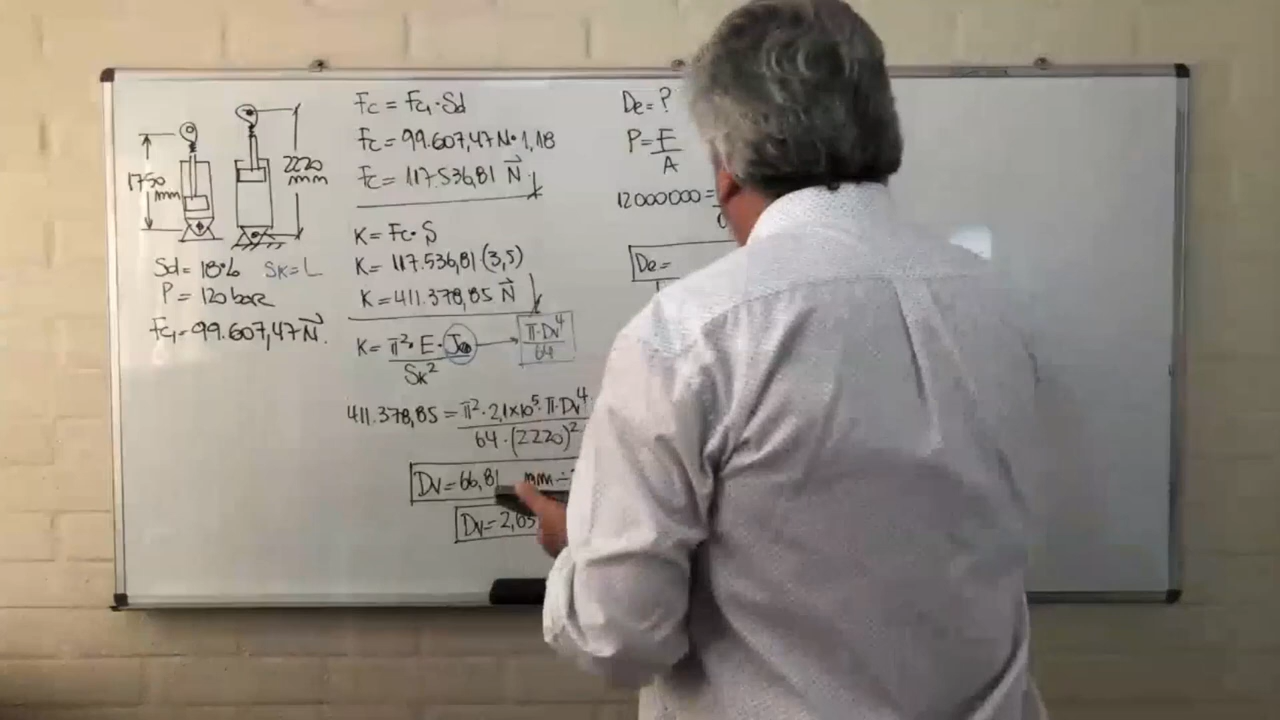 1750 mm
2220 mm
Sd = 18% SK = L
P = 120 bar
Fc1 = 99.607,47 N.
Fc = Fc1 · Sd
Fc = 99.607,47 N · 1,18
Fc = 117.536,81 N
K = Fc · S
K = 117.536,81 · (3,5)
K = 411.378,85 N
K = π² · E · J / SK² → π · Dv⁴ / 64
411.378,85 = π² · 2,1x10⁵ · π · Dv⁴ / 64 · (2220)²
Dv = 66,81 mm ÷
Dv = 2,63
De = ?
P = F / A
12000000 =
De =